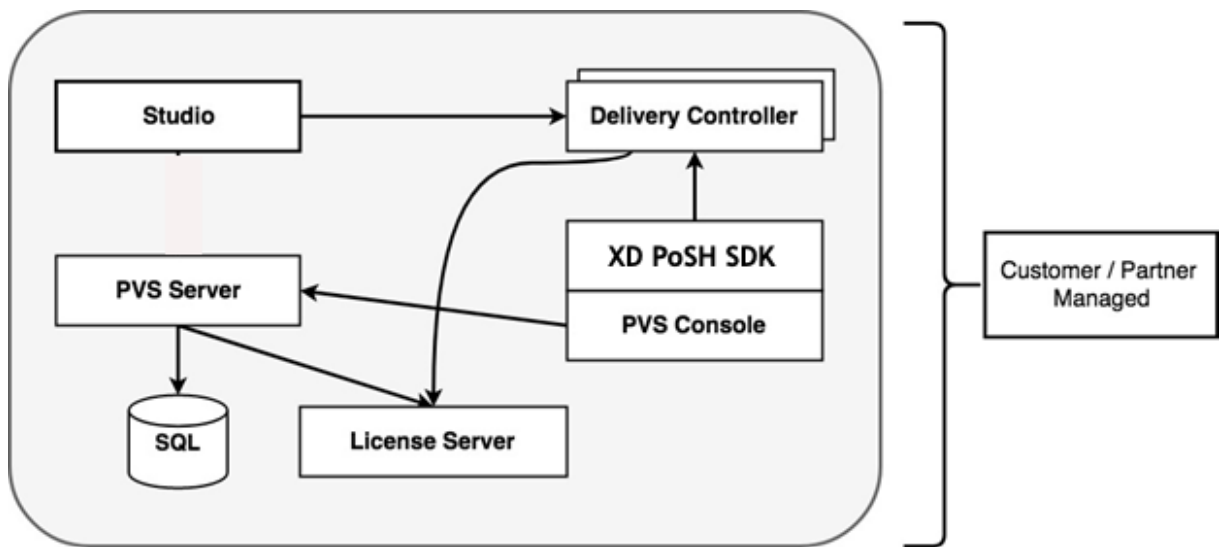 Studio
Delivery Controller
XD PoSH SDK
PVS Server
PVS Console
Customer / Partner
Managed
SQL
License Server